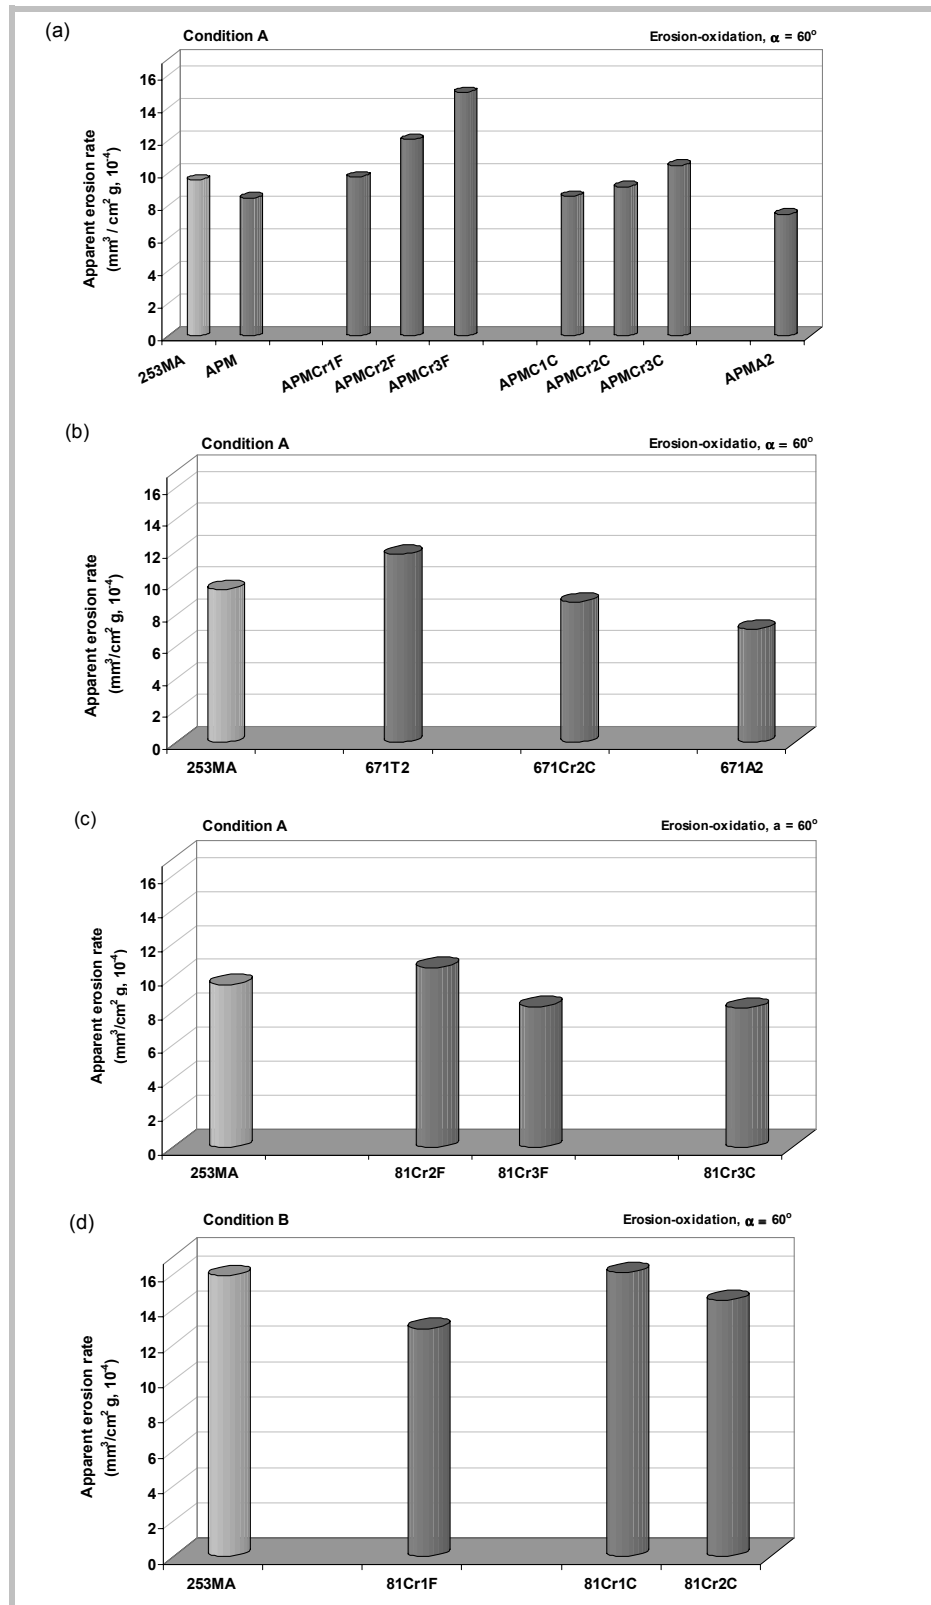 (a)
Condition A
Erosion-oxidation, α = 60°
Apparent erosion rate
(mm³ / cm² g, 10⁻⁴)
16
14
12
10
8
6
4
2
0
253MA
APM
APMCr1F
APMCr2F
APMCr3F
APMC1C
APMCr2C
APMCr3C
APMA2
(b)
Condition A
Erosion-oxidatio, α = 60°
Apparent erosion rate
(mm³/cm² g, 10⁻⁴)
16
14
12
10
8
6
4
2
0
253MA
671T2
671Cr2C
671A2
(c)
Condition A
Erosion-oxidatio, a = 60°
Apparent erosion rate
(mm³/cm² g, 10⁻⁴)
16
14
12
10
8
6
4
2
0
253MA
81Cr2F
81Cr3F
81Cr3C
(d)
Condition B
Erosion-oxidation, α = 60°
Apparent erosion rate
(mm³/cm² g, 10⁻⁴)
16
14
12
10
8
6
4
2
0
253MA
81Cr1F
81Cr1C
81Cr2C